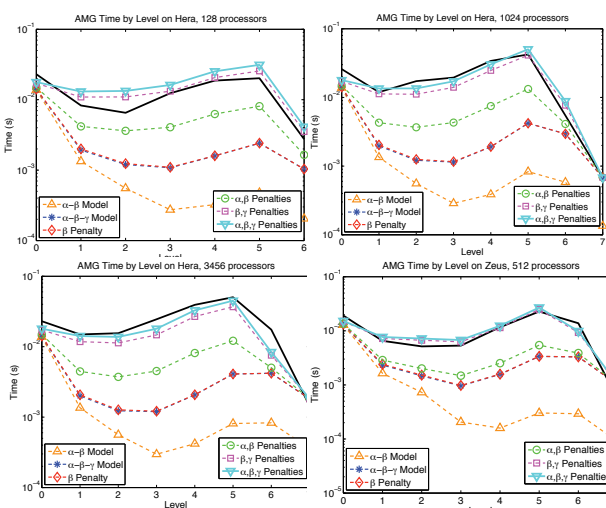 AMG Time by Level on Hera, 128 processors
10⁻¹
10⁻²
10⁻³
10⁻⁴
Time (s)
α−β Model
α−β−γ Model
β Penalty
α,β Penalties
β,γ Penalties
α,β,γ Penalties
0 1 2 3 4 5 6
Level
AMG Time by Level on Hera, 1024 processors
10⁻¹
10⁻²
10⁻³
10⁻⁴
Time (s)
α−β Model
α−β−γ Model
β Penalty
α,β Penalties
β,γ Penalties
α,β,γ Penalties
0 1 2 3 4 5 6 7
Level
AMG Time by Level on Hera, 3456 processors
10⁻¹
10⁻²
10⁻³
10⁻⁴
Time (s)
α−β Model
α−β−γ Model
β Penalty
α,β Penalties
β,γ Penalties
α,β,γ Penalties
0 1 2 3 4 5 6
Level
AMG Time by Level on Zeus, 512 processors
10⁻¹
10⁻²
10⁻³
10⁻⁴
10⁻⁵
Time (s)
α−β Model
α−β−γ Model
β Penalty
α,β Penalties
β,γ Penalties
α,β,γ Penalties
0 1 2 3 4 5 6
Level